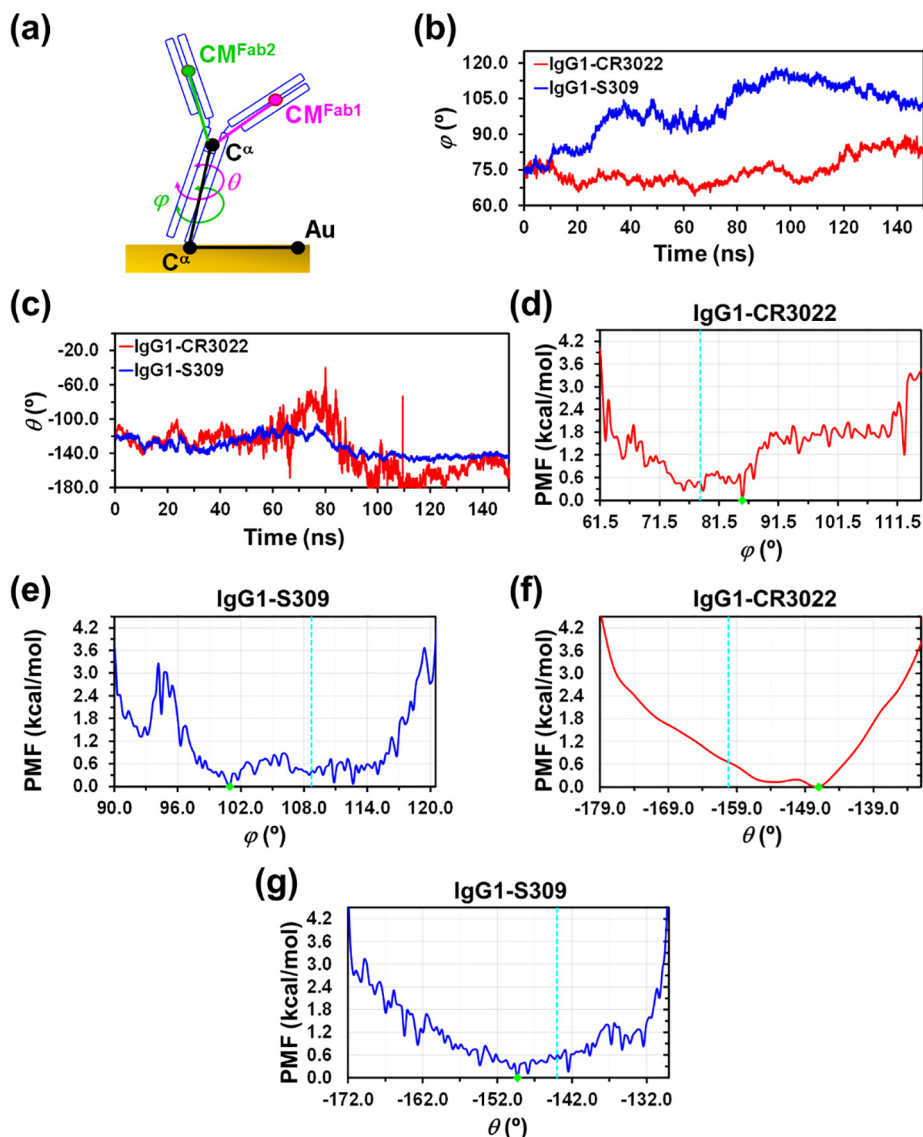 (a)
CMFab2
CMFab1
Cα
θ
φ
Au
Cα
(b)
IgG1-CR3022
IgG1-S309
120.0
105.0
90.0
75.0
60.0
φ (º)
0 20 40 60 80 100 120 140
Time (ns)
(c)
IgG1-CR3022
IgG1-S309
-20.0
-60.0
-100.0
-140.0
-180.0
θ (º)
0 20 40 60 80 100 120 140
Time (ns)
(d)
IgG1-CR3022
PMF (kcal/mol)
4.2
3.6
3.0
2.4
1.8
1.2
0.6
0.0
61.5 71.5 81.5 91.5 101.5 111.5
φ (º)
(e)
IgG1-S309
PMF (kcal/mol)
4.2
3.6
3.0
2.4
1.8
1.2
0.6
0.0
90.0 96.0 102.0 108.0 114.0 120.0
φ (º)
(f)
IgG1-CR3022
PMF (kcal/mol)
4.2
3.6
3.0
2.4
1.8
1.2
0.6
0.0
-179.0 -169.0 -159.0 -149.0 -139.0
θ (º)
(g)
IgG1-S309
PMF (kcal/mol)
4.2
3.6
3.0
2.4
1.8
1.2
0.6
0.0
-172.0 -162.0 -152.0 -142.0 -132.0
θ (º)